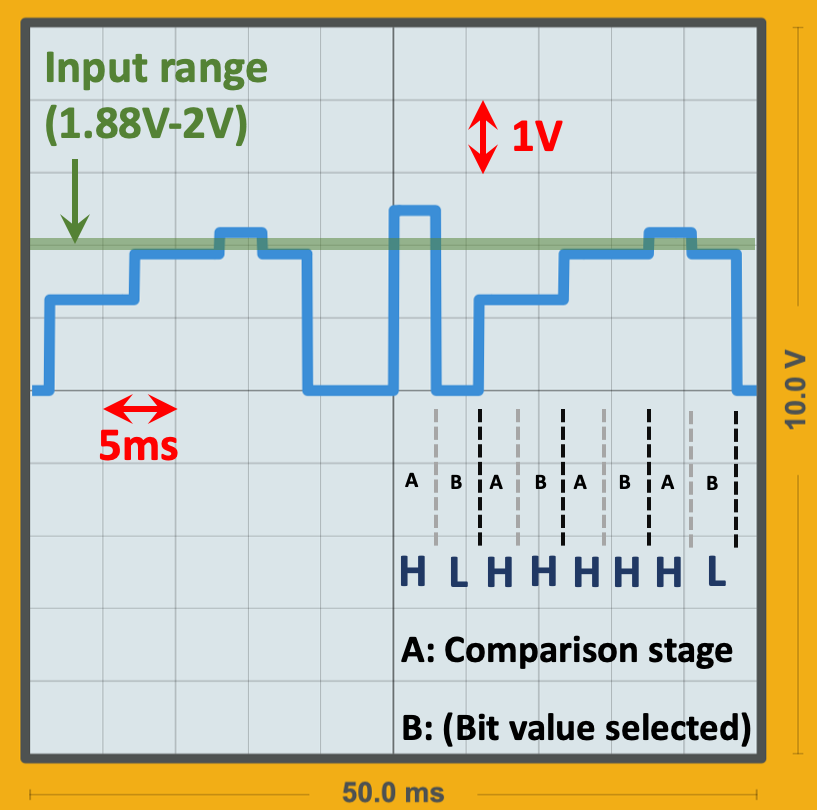 Input range
(1.88V-2V)
1V
5ms
10.0 V
A B A B A B A B
H L H H H H H L
A: Comparison stage
B: (Bit value selected)
50.0 ms